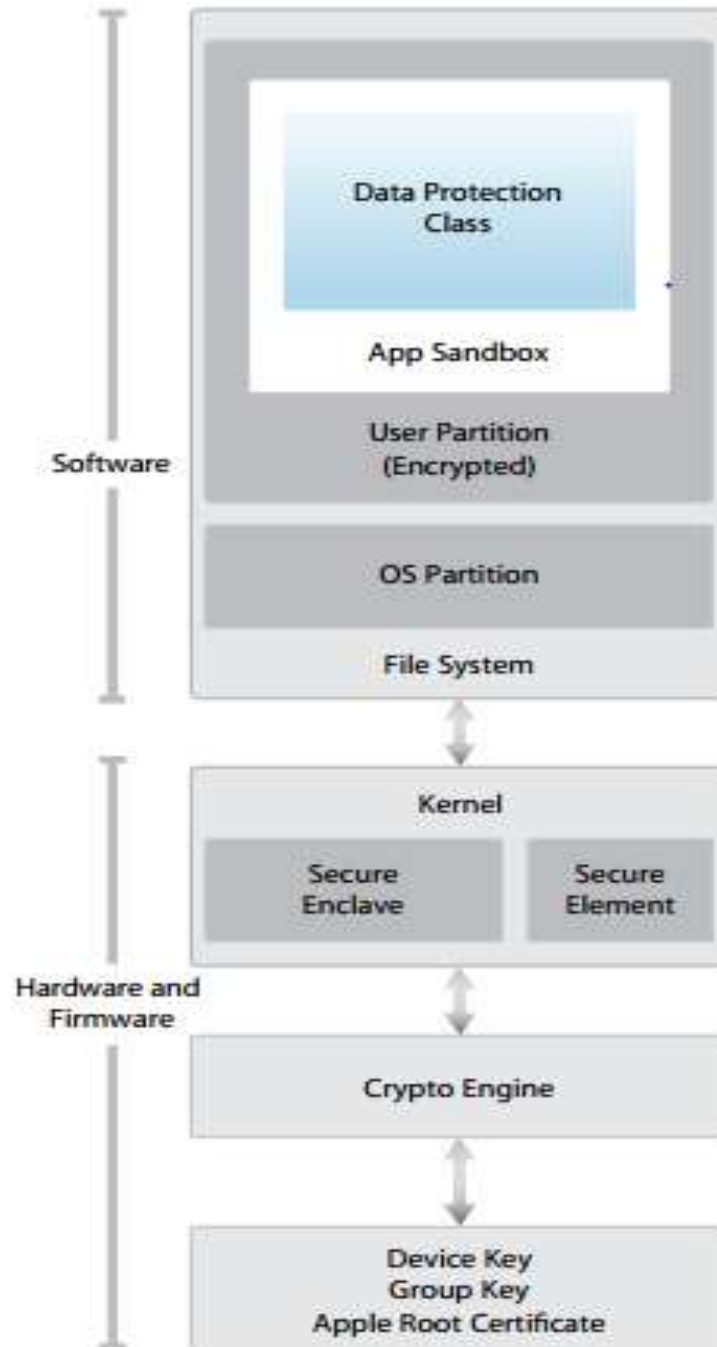 Data Protection
Class
App Sandbox
User Partition
(Encrypted)
Software
OS Partition
File System
Kernel
Secure
Enclave
Secure
Element
Hardware and
Firmware
Crypto Engine
Device Key
Group Key
Apple Root Certificate